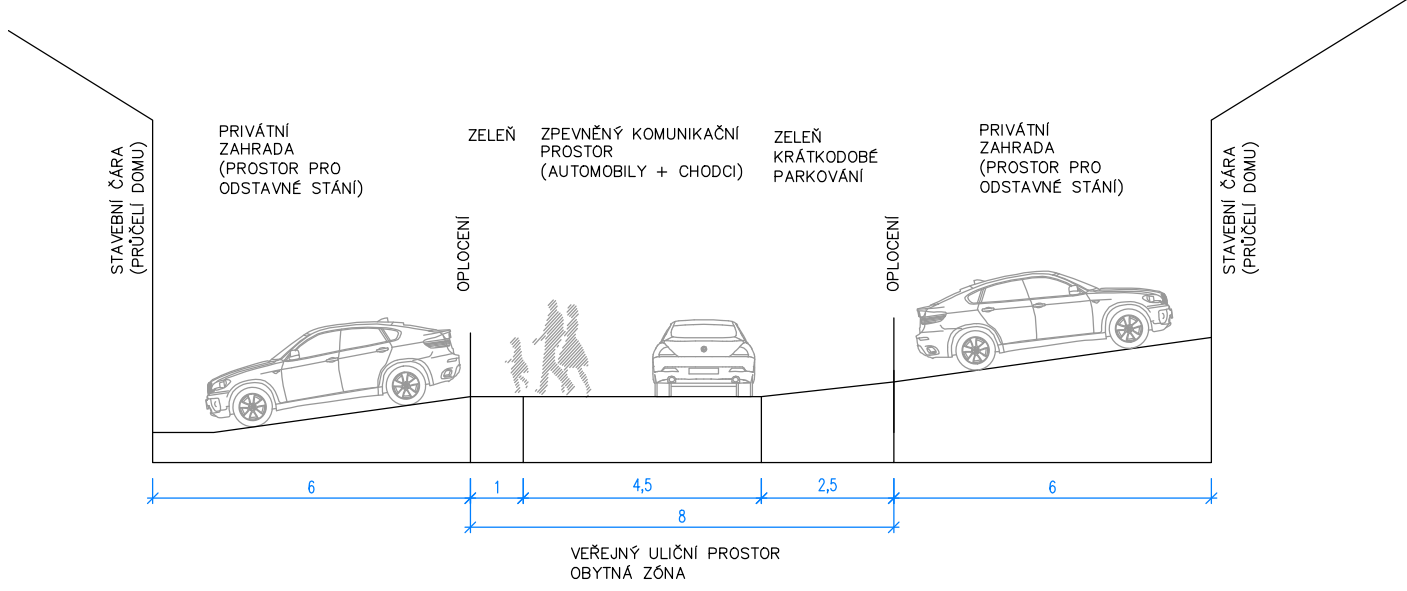 STAVEBNÍ ČÁRA
(PRŮČELÍ DOMU)
PRIVÁTNÍ
ZAHRADA
(PROSTOR PRO
ODSTAVNÉ STÁNÍ)
OPLOCENÍ
ZELEŇ
ZPEVNĚNÝ KOMUNIKAČNÍ
PROSTOR
(AUTOMOBILY + CHODCI)
ZELEŇ
KRÁTKODOBÉ
PARKOVÁNÍ
OPLOCENÍ
PRIVÁTNÍ
ZAHRADA
(PROSTOR PRO
ODSTAVNÉ STÁNÍ)
STAVEBNÍ ČÁRA
(PRŮČELÍ DOMU)
6
1
4,5
2,5
6
8
VEŘEJNÝ ULIČNÍ PROSTOR
OBYTNÁ ZÓNA